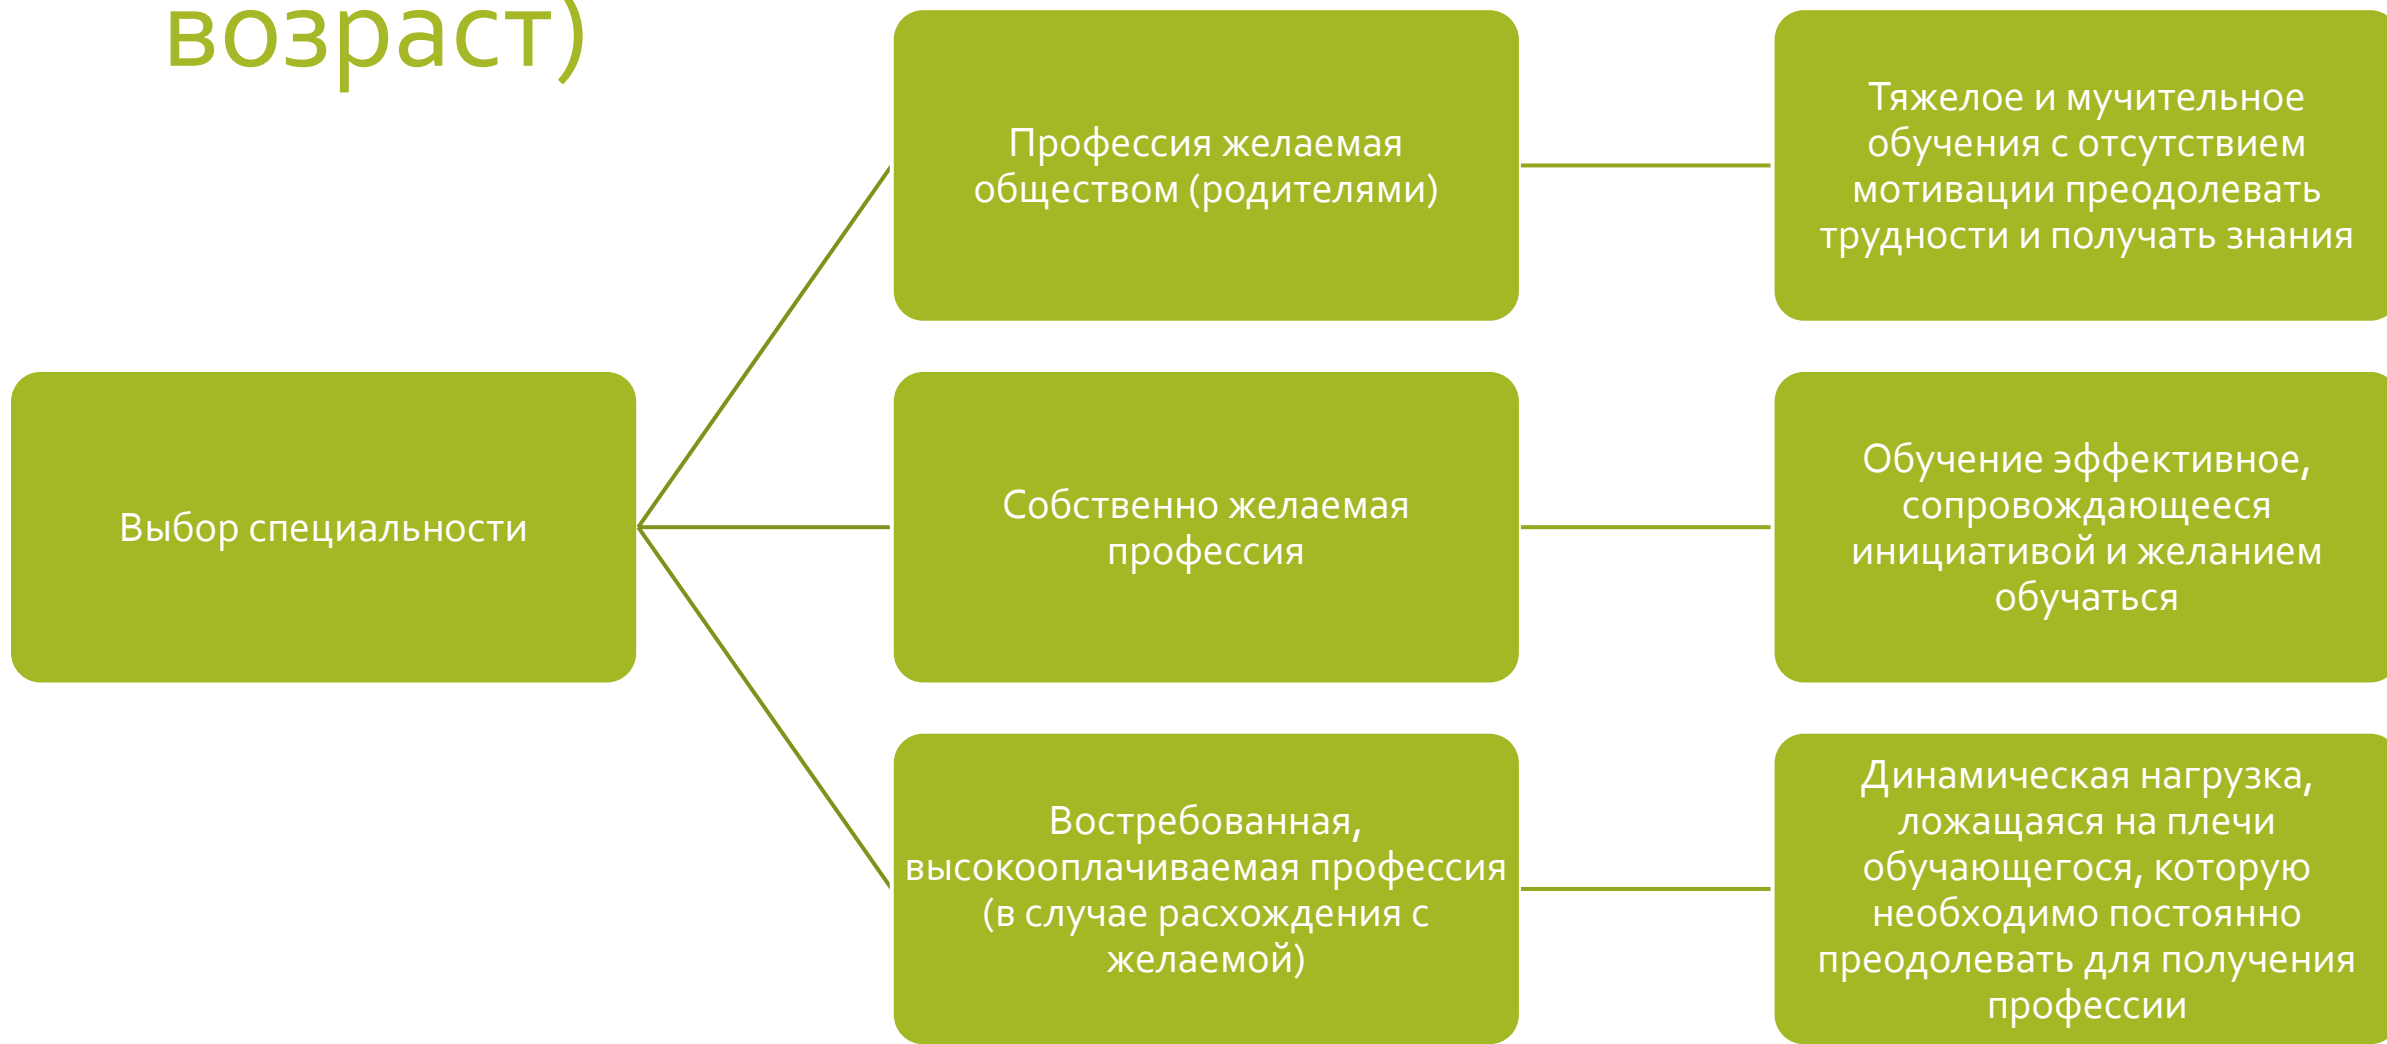 возраст)
Выбор специальности
Профессия желаемая
обществом (родителями)
Тяжелое и мучительное
обучения с отсутствием
мотивации преодолевать
трудности и получать знания
Собственно желаемая
профессия
Обучение эффективное,
сопровождающееся
инициативой и желанием
обучаться
Востребованная,
высокооплачиваемая профессия
(в случае расхождения с
желаемой)
Динамическая нагрузка,
ложащаяся на плечи
обучающегося, которую
необходимо постоянно
преодолевать для получения
профессии